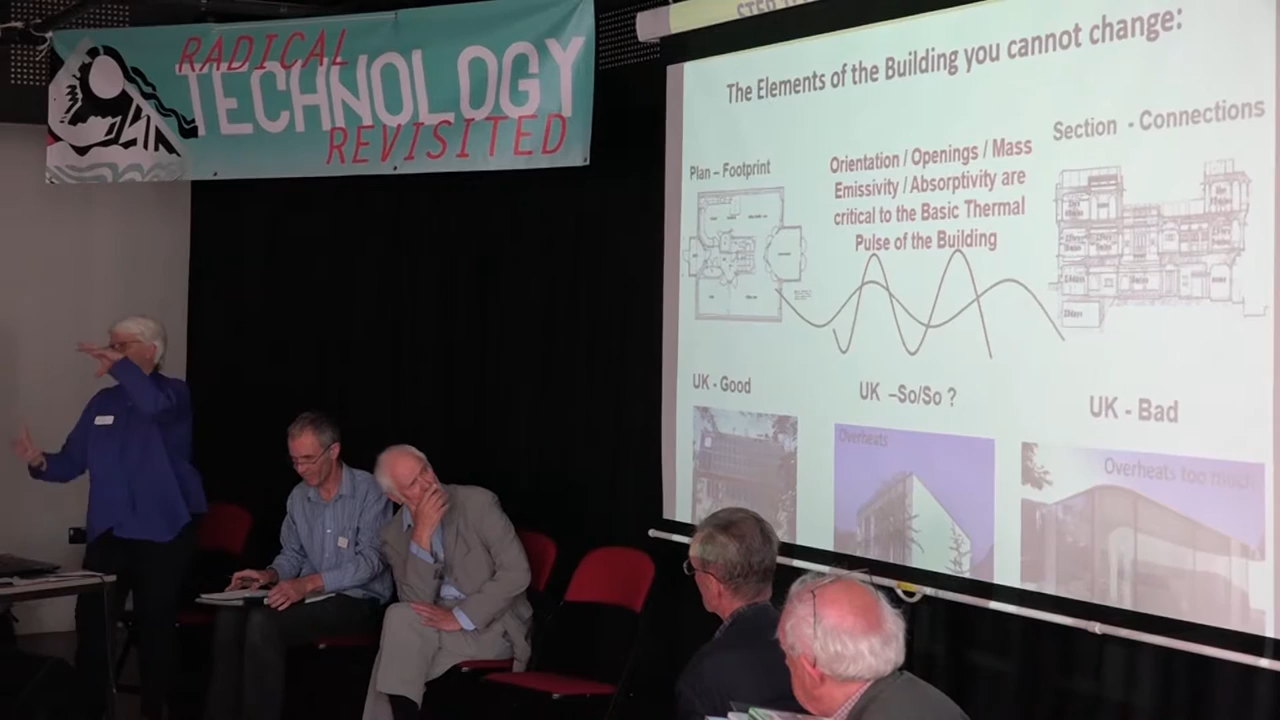 RADICAL
TECHNOLOGY
REVISITED
The Elements of the Building you cannot change:
Plan – Footprint
Orientation / Openings / Mass
Emissivity / Absorptivity are
critical to the Basic Thermal
Pulse of the Building
Section - Connections
UK - Good
UK –So/So ?
Overheats
UK - Bad
Overheats too much